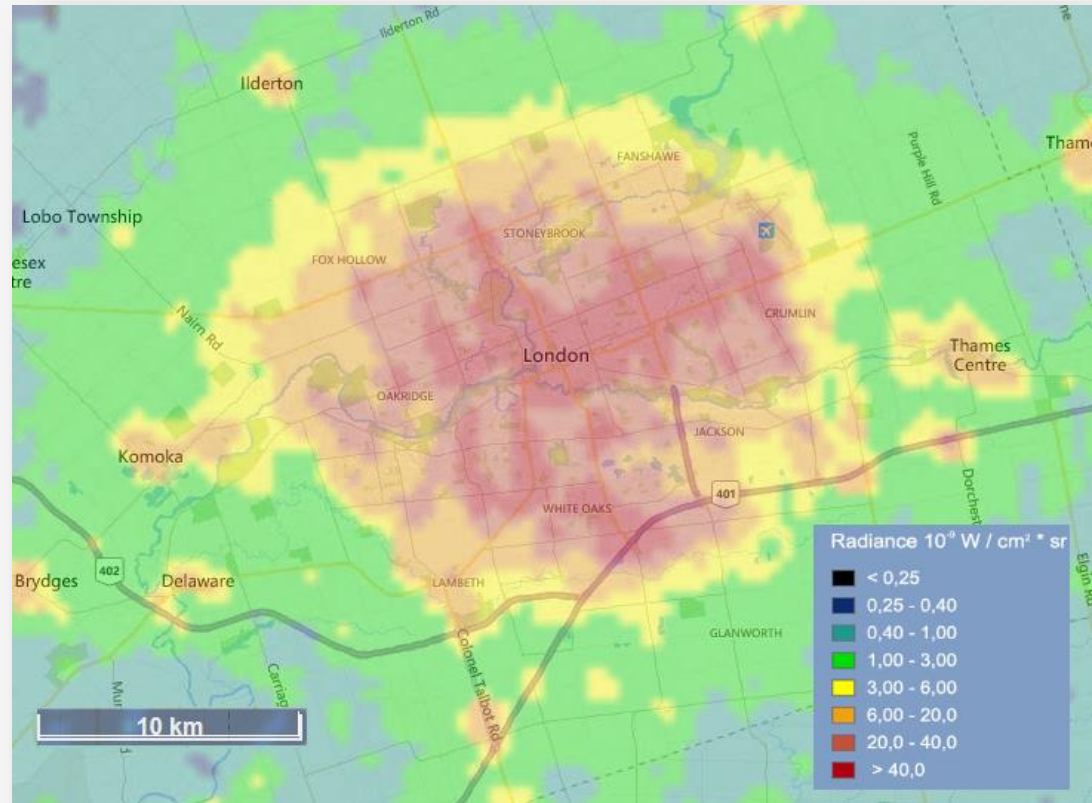 Ilderton Rd
Ilderton
FANSHAWE
Purple Hill Rd
Lobo Township
esex
tre
STONEYBROOK
FOX HOLLOW
Nairn Rd
CRUMLIN
London
Thames
Centre
OAKRIDGE
JACKSON
Komoka
401
WHITE OAKS
402
Brydges
Delaware
LAMBETH
Colonel Talbot Rd
GLANWORTH
Elgin Rd
10 km
Radiance 10⁻⁹ W / cm² * sr
< 0,25
0,25 - 0,40
0,40 - 1,00
1,00 - 3,00
3,00 - 6,00
6,00 - 20,0
20,0 - 40,0
> 40,0